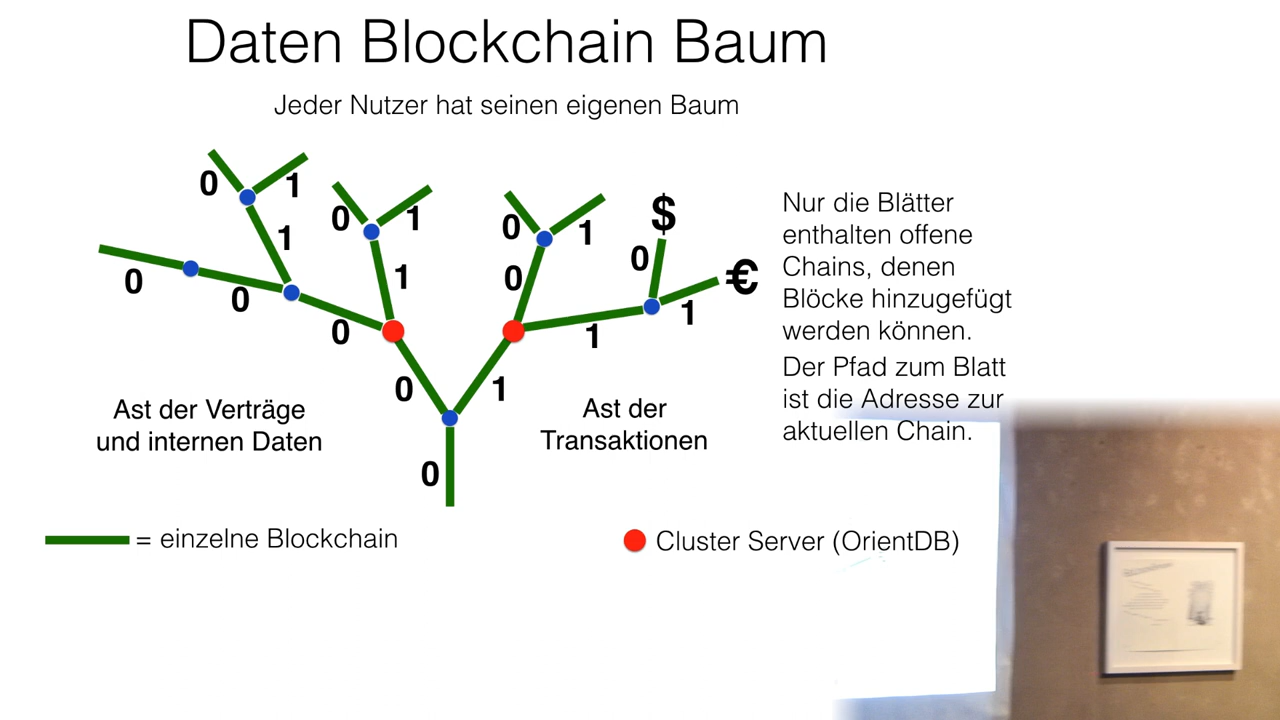 Daten Blockchain Baum
Jeder Nutzer hat seinen eigenen Baum
0
1
0
1
0
1
$
1
0
0
0
1
0
€
1
0
1
0
1
0
1
Nur die Blätter
enthalten offene
Chains, denen
Blöcke hinzugefügt
werden können.
Der Pfad zum Blatt
ist die Adresse zur
aktuellen Chain.
Ast der Verträge
und internen Daten
Ast der
Transaktionen
0
= einzelne Blockchain
Cluster Server (OrientDB)